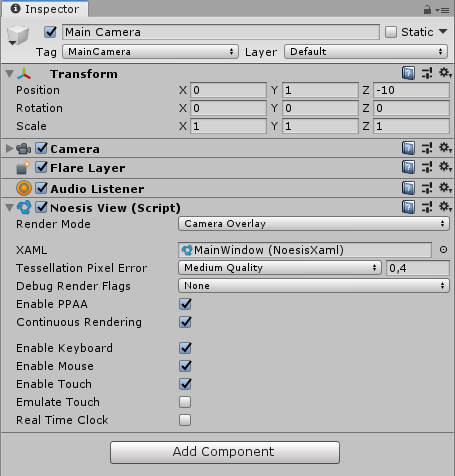 Inspector
Main Camera Static
Tag MainCamera Layer Default
Transform
Position X 0 Y 1 Z -10
Rotation X 0 Y 0 Z 0
Scale X 1 Y 1 Z 1
Camera
Flare Layer
Audio Listener
Noesis View (Script)
Render Mode Camera Overlay
XAML MainWindow (NoesisXaml)
Tessellation Pixel Error Medium Quality 0,4
Debug Render Flags None
Enable PPAA
Continuous Rendering
Enable Keyboard
Enable Mouse
Enable Touch
Emulate Touch
Real Time Clock
Add Component